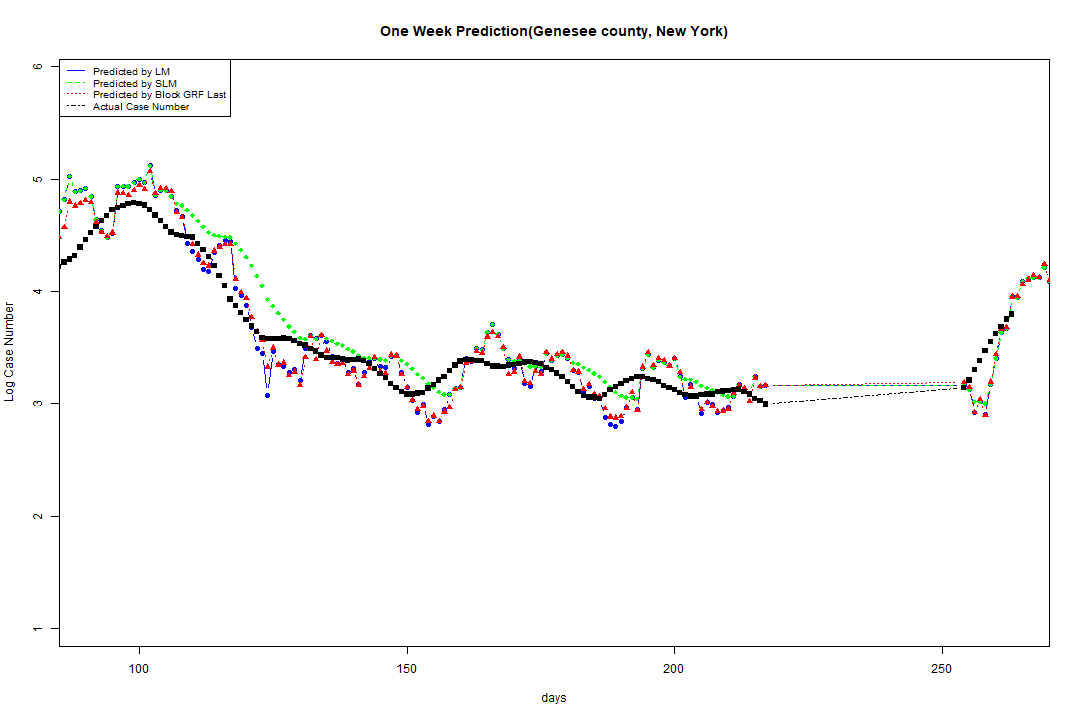 One Week Prediction(Genesee county, New York)
6
5
4
3
2
1
Log Case Number
Predicted by LM
Predicted by SLM
Predicted by Block GRF Last
Actual Case Number
100 150 200 250
days